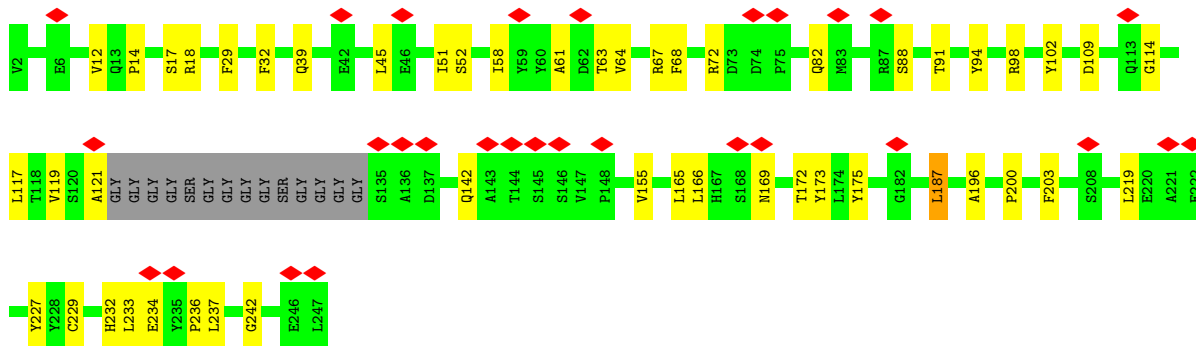 V2 E6 V12 Q13 P14 S17 R18 F29 F32 Q39 E42 L45 E46 I51 S52 I58 Y59 Y60 A61 D62 T63 V64 R67 F68 R72 D73 D74 P75 Q82 M83 R87 S88 T91 Y94 R98 Y102 D109 Q113 G114
L117 T118 V119 S120 A121 GLY GLY GLY GLY SER GLY GLY GLY GLY SER GLY GLY GLY S135 A136 D137 Q142 A143 T144 S145 S146 V147 P148 V155 L165 L166 H167 S168 N169 T172 Y173 L174 Y175 G182 L187 A196 P200 F203 S208 L219 E220 A221
Y227 Y228 C229 H232 L233 E234 Y235 P236 L237 G242 E246 L247